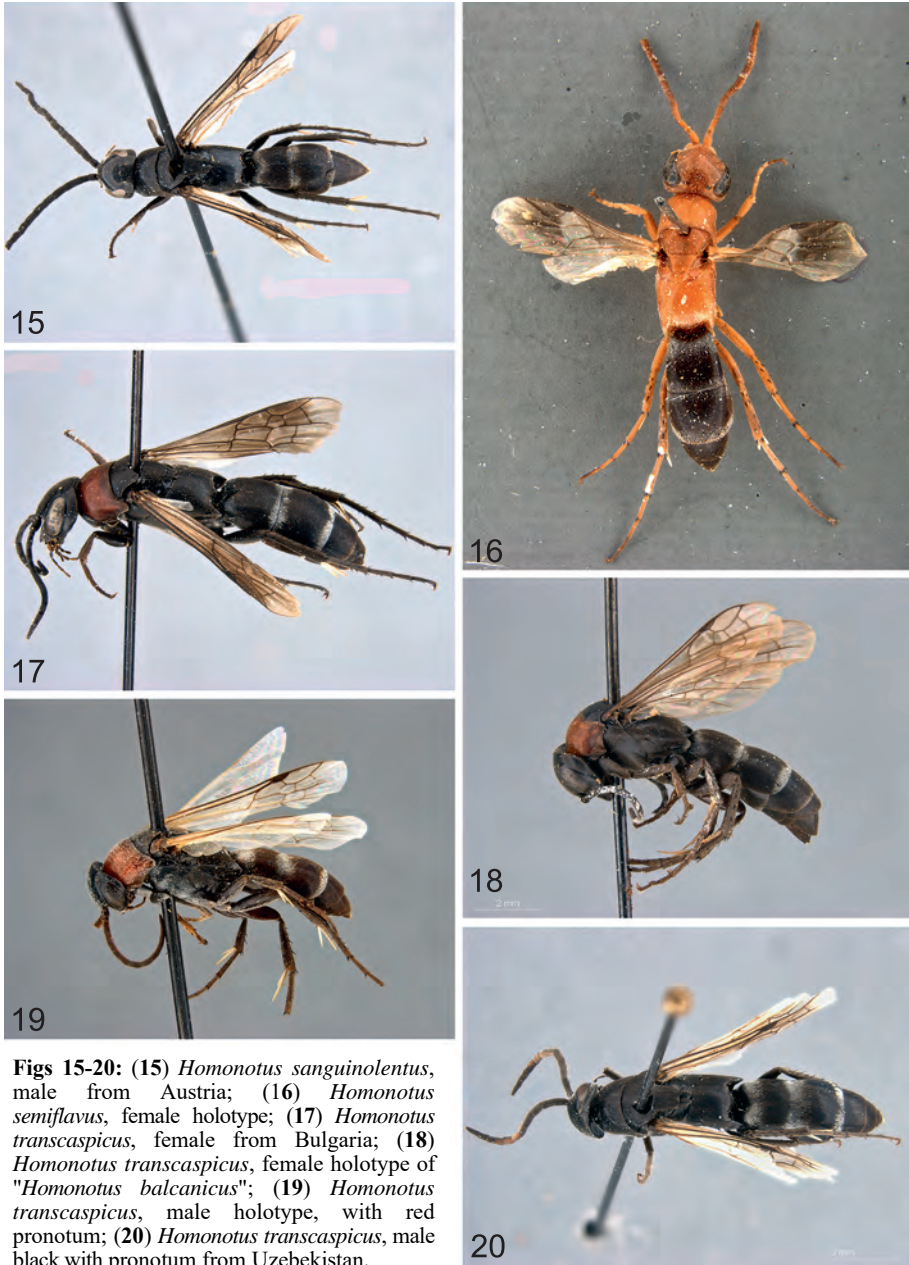 15
16
17
18
2 mm
19
20
Figs 15-20: (15) Homonotus sanguinolentus,
male from Austria; (16) Homonotus
semiflavus, female holotype; (17) Homonotus
transcaspicus, female from Bulgaria; (18)
Homonotus transcaspicus, female holotype of
"Homonotus balcanicus"; (19) Homonotus
transcaspicus, male holotype, with red
pronotum; (20) Homonotus transcaspicus, male
black with pronotum from Uzebekistan.